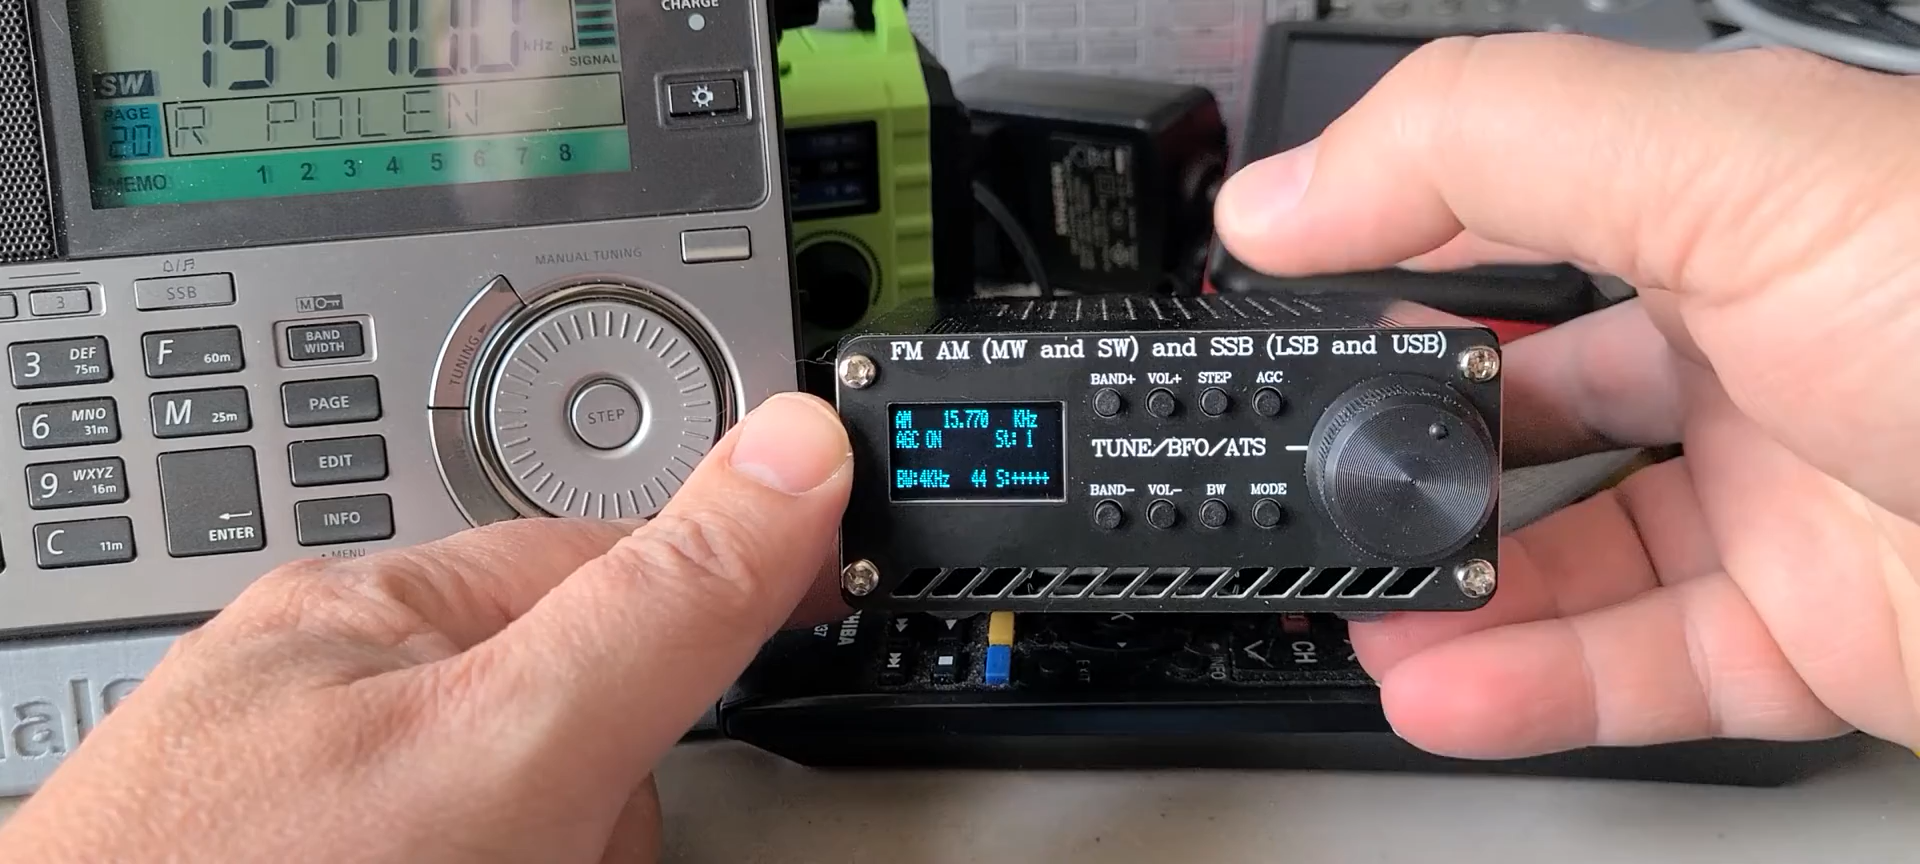 CHARGE
15770.0 kHz
SIGNAL
SW
PAGE
20
R POLEN
MEMO 1 2 3 4 5 6 7 8
MANUAL TUNING
SSB
3
M
BAND
WIDTH
TUNING
STEP
3 DEF
75m
F 60m
6 MNO
31m
M 25m
PAGE
9 WXYZ
16m
ENTER
EDIT
C 11m
INFO
MENU
FM AM (MW and SW) and SSB (LSB and USB)
BAND+ VOL+ STEP AGC
AM 15.770 KHz
AGC ON St: 1
BW:4KHz 44 S:+++++
TUNE/BFO/ATS
BAND- VOL- BW MODE
CH
INFO